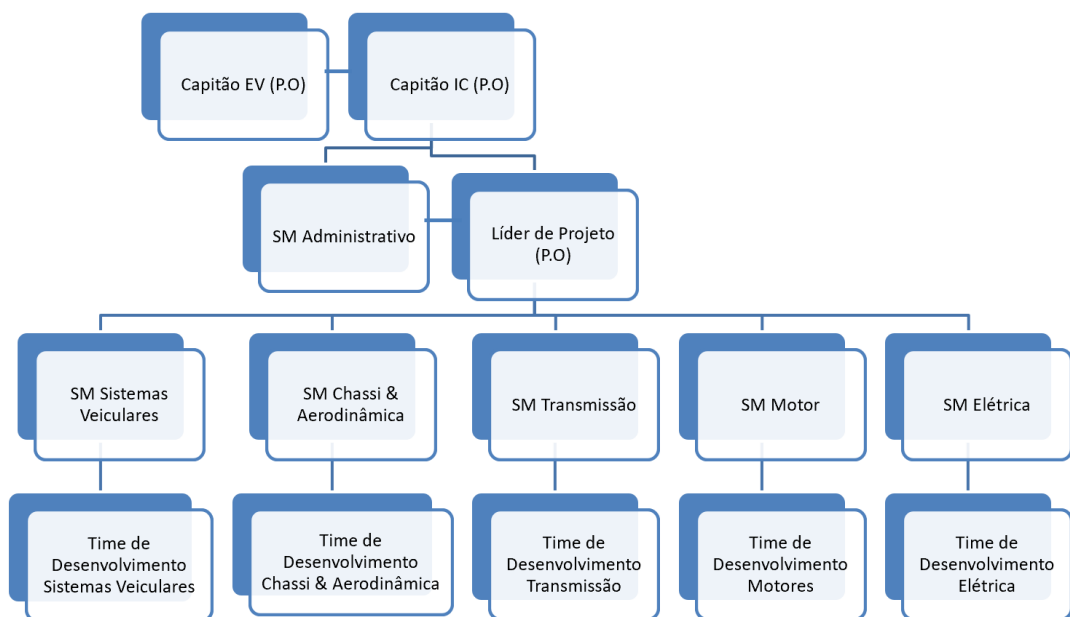 Capitão EV (P.O)
Capitão IC (P.O)
SM Administrativo
Líder de Projeto
(P.O)
SM Sistemas
Veiculares
SM Chassi &
Aerodinâmica
SM Transmissão
SM Motor
SM Elétrica
Time de
Desenvolvimento
Sistemas Veiculares
Time de
Desenvolvimento
Chassi & Aerodinâmica
Time de
Desenvolvimento
Transmissão
Time de
Desenvolvimento
Motores
Time de
Desenvolvimento
Elétrica